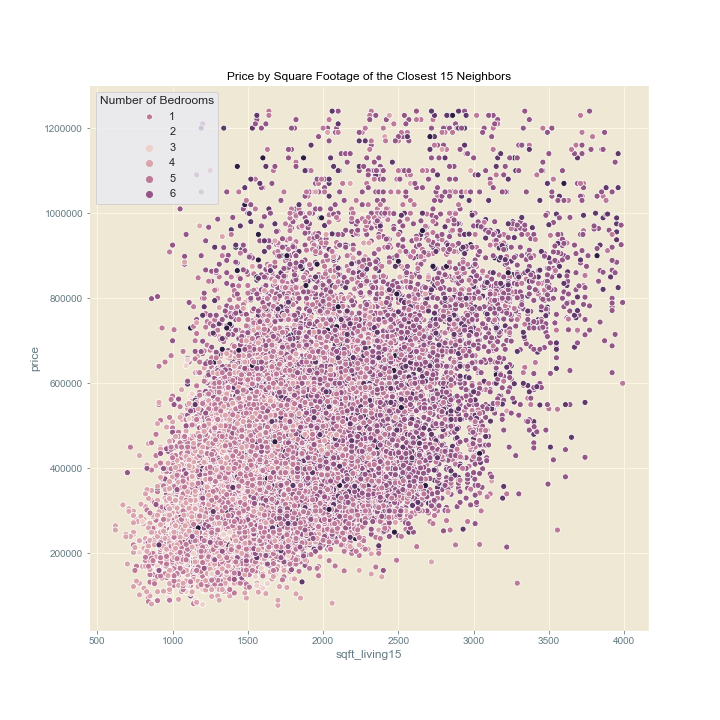 Price by Square Footage of the Closest 15 Neighbors
Number of Bedrooms
1
2
3
4
5
6
1200000
1000000
800000
600000
400000
200000
price
500 1000 1500 2000 2500 3000 3500 4000
sqft_living15